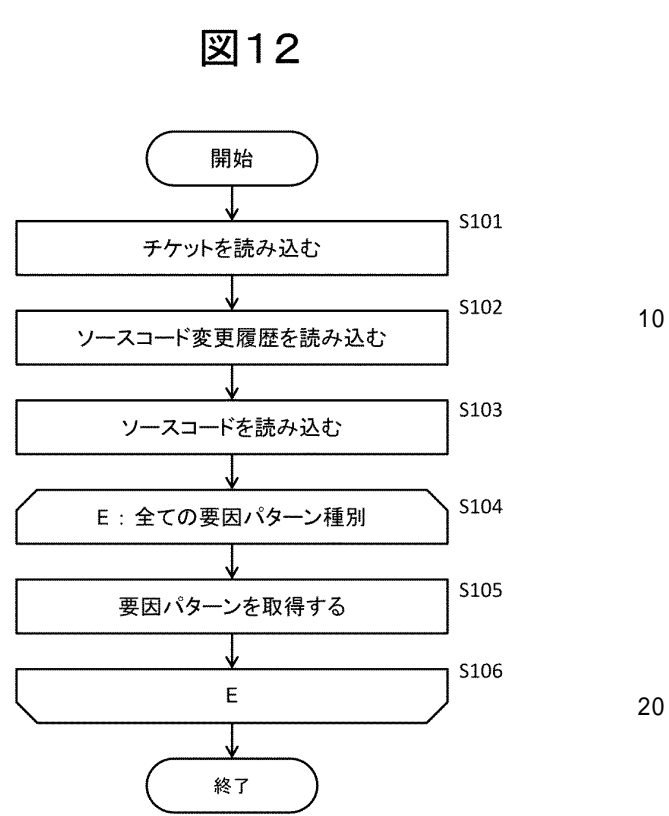 図12
開始
S101
チケットを読み込む
S102
ソースコード変更履歴を読み込む
10
S103
ソースコードを読み込む
S104
E : 全ての要因パターン種別
S105
要因パターンを取得する
S106
E
20
終了